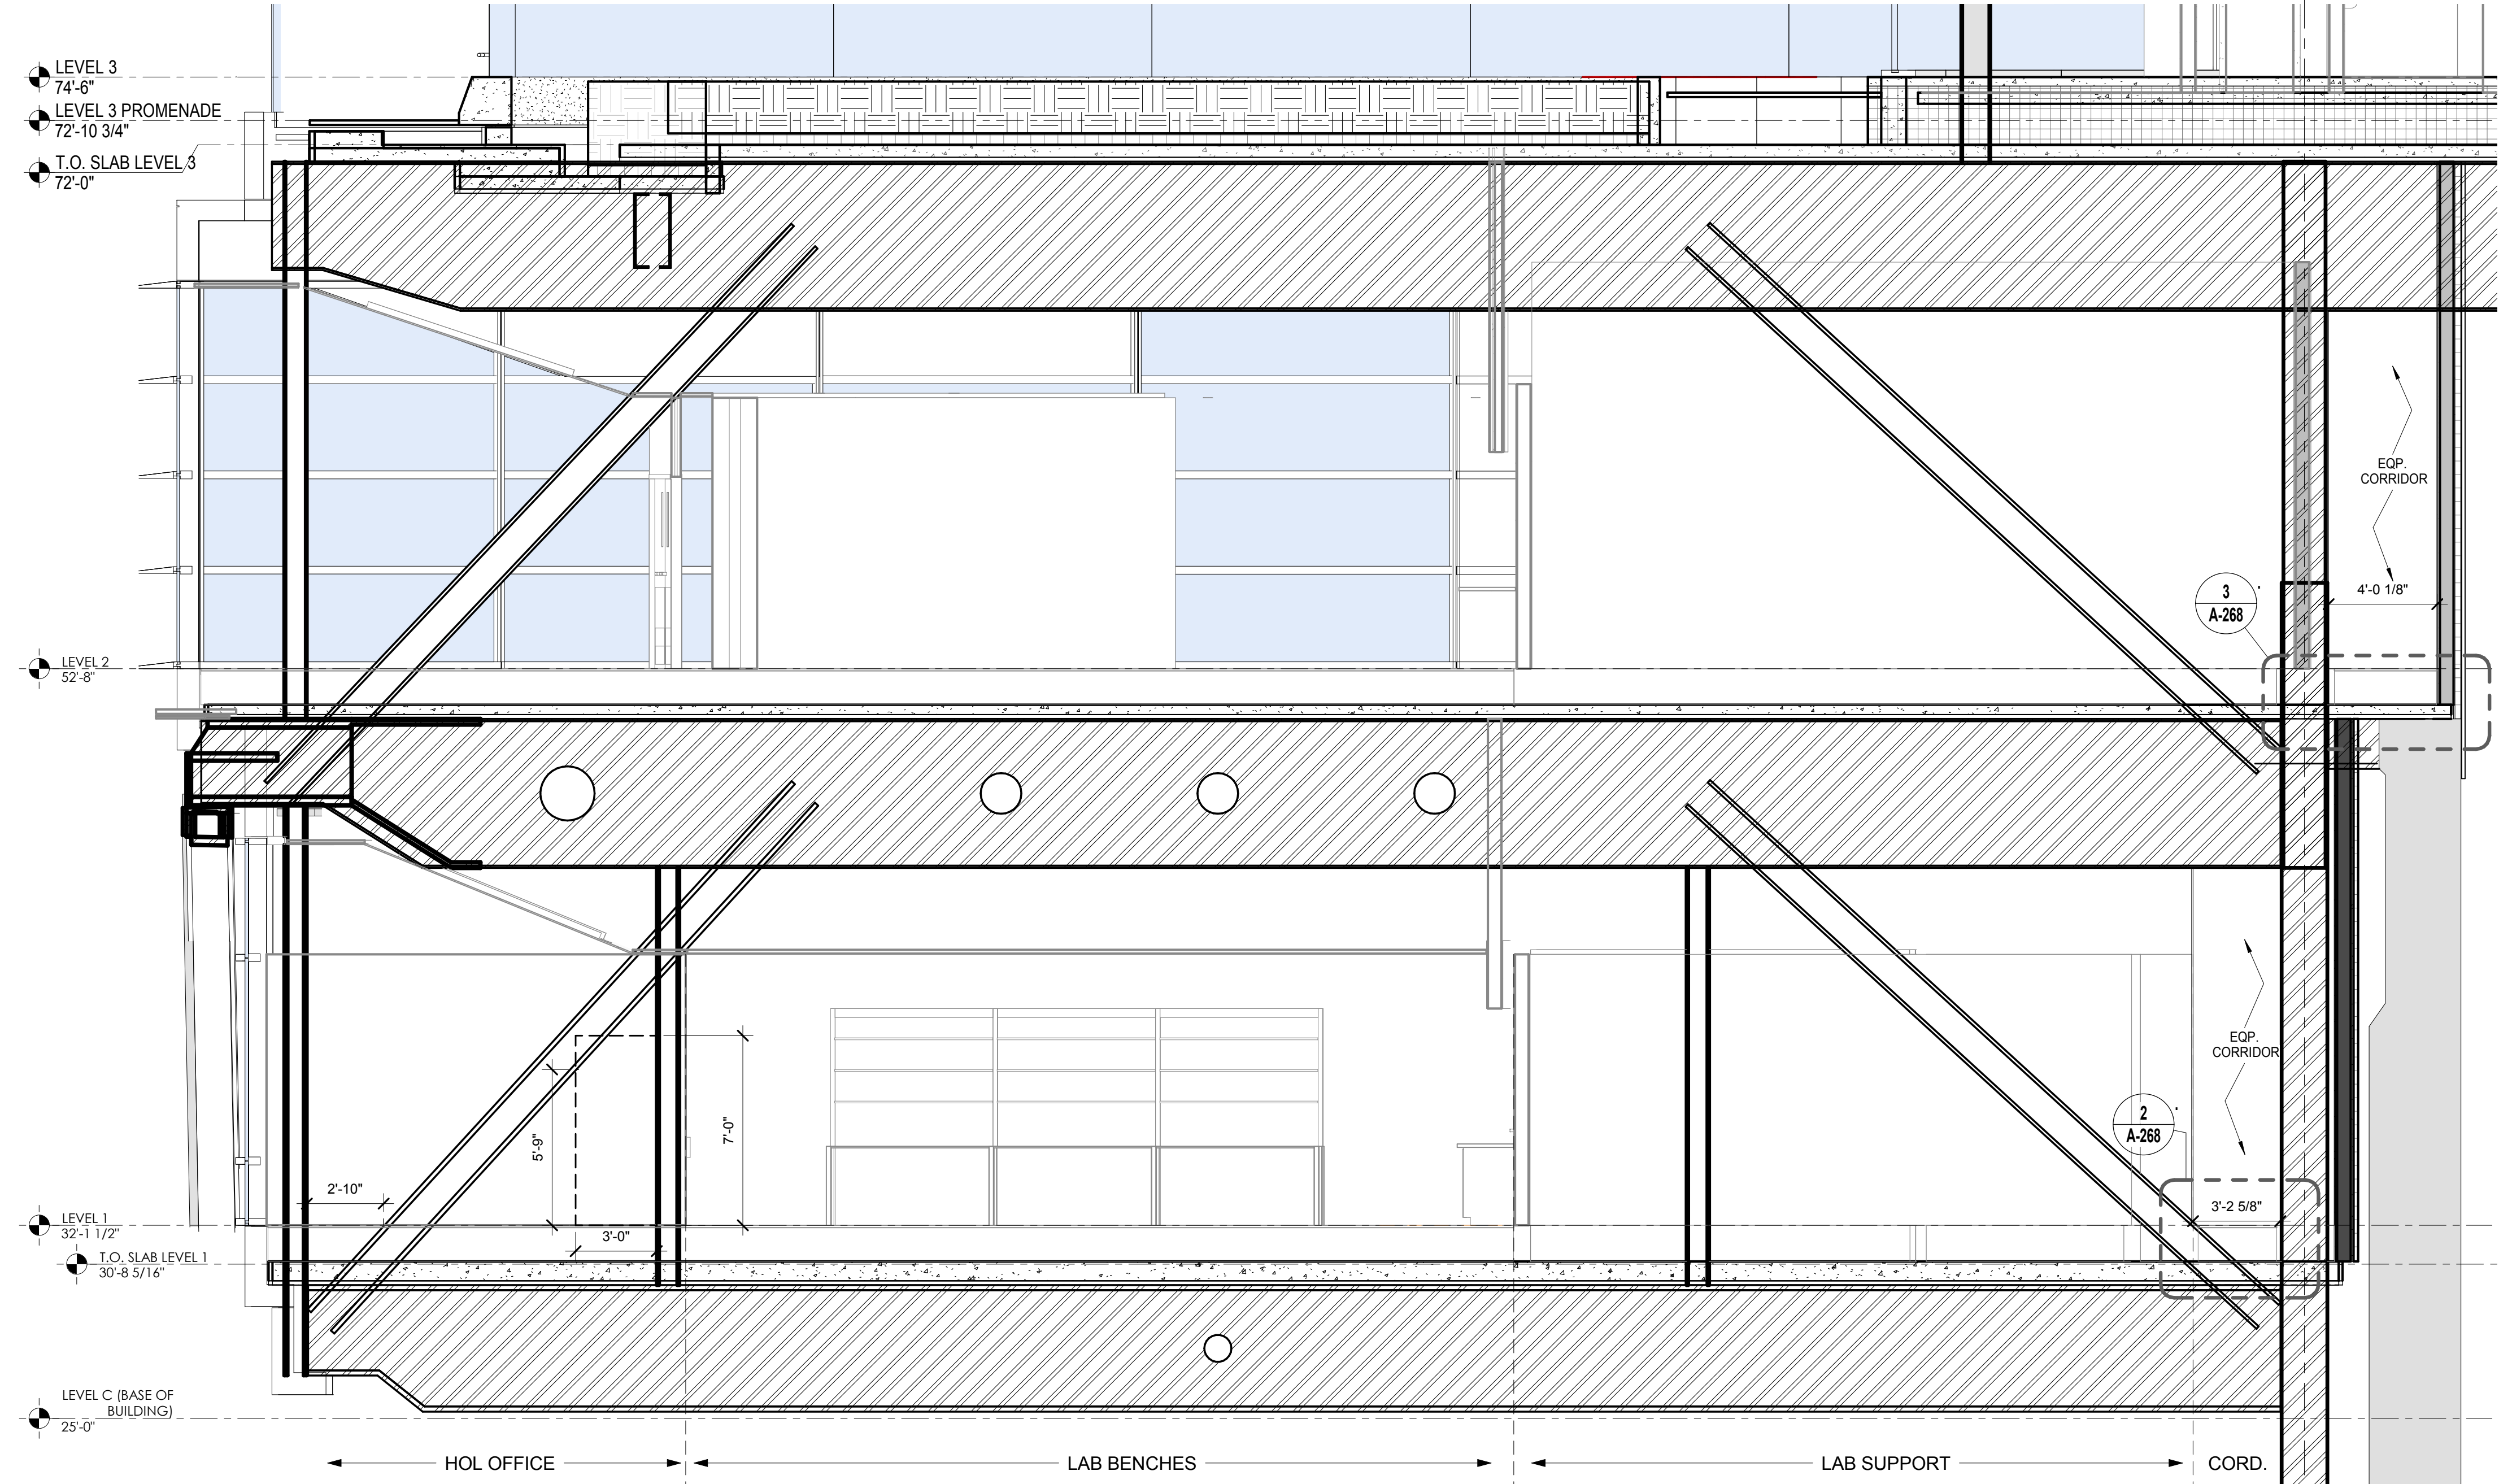 LEVEL 3
74'-6"
LEVEL 3 PROMENADE
72'-10 3/4"
T.O. SLAB LEVEL 3
72'-0"
EQP.
CORRIDOR
3
A-268
4'-0 1/8"
LEVEL 2
52'-8"
EQP.
CORRIDOR
2
A-268
5'-9"
7'-0"
2'-10"
3'-0"
3'-2 5/8"
LEVEL 1
32'-1 1/2"
T.O. SLAB LEVEL 1
30'-8 5/16"
LEVEL C (BASE OF
BUILDING)
25'-0"
HOL OFFICE
LAB BENCHES
LAB SUPPORT
CORD.